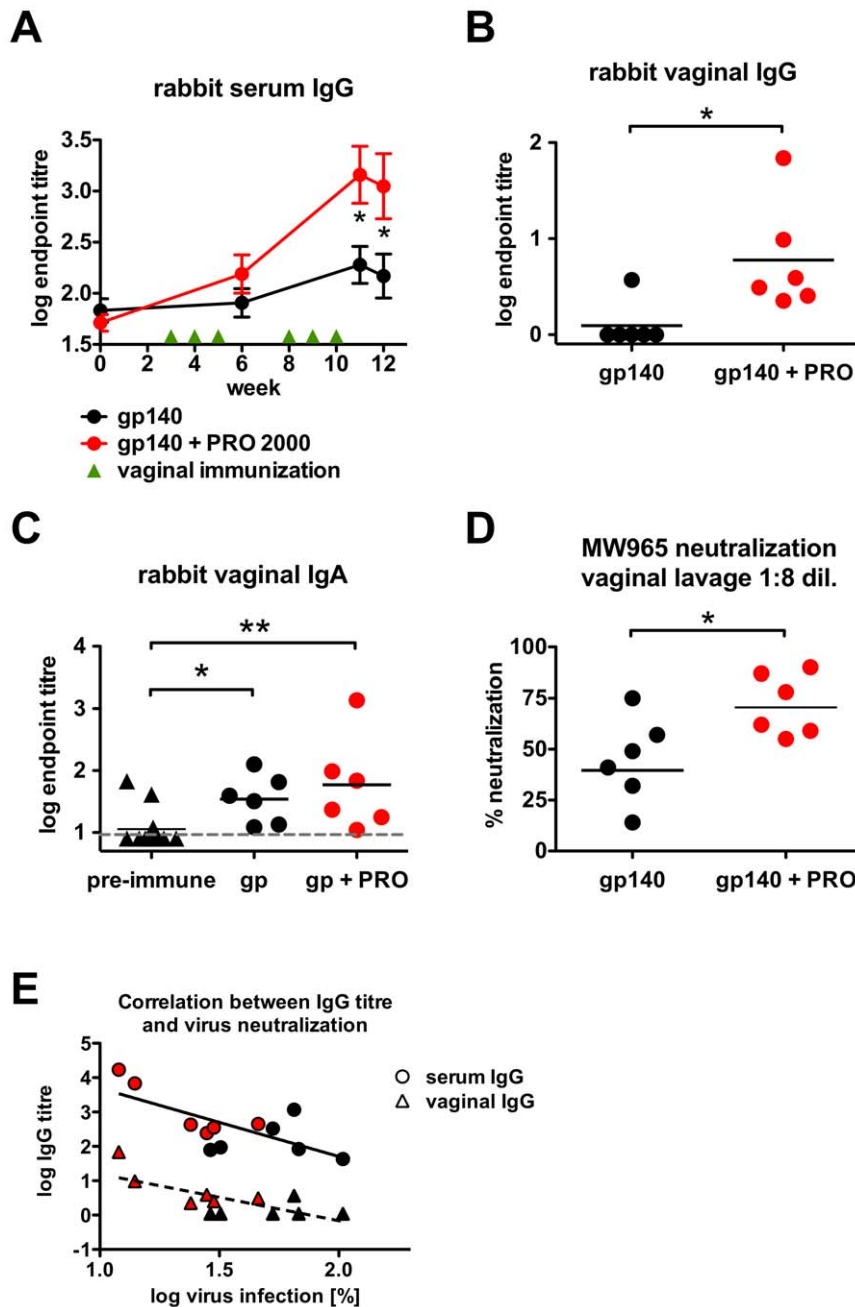 A
rabbit serum IgG
log endpoint titre
3.5
3.0
2.5
2.0
1.5
*
*
0 2 4 6 8 10 12
week
gp140
gp140 + PRO 2000
vaginal immunization
B
rabbit vaginal IgG
*
log endpoint titre
2
1
0
gp140 gp140 + PRO
C
rabbit vaginal IgA
**
*
log endpoint titre
4
3
2
1
pre-immune gp gp + PRO
D
MW965 neutralization
vaginal lavage 1:8 dil.
*
% neutralization
100
75
50
25
0
gp140 gp140 + PRO
E
Correlation between IgG titre
and virus neutralization
log IgG titre
5
4
3
2
1
0
-1
1.0 1.5 2.0
log virus infection [%]
serum IgG
vaginal IgG